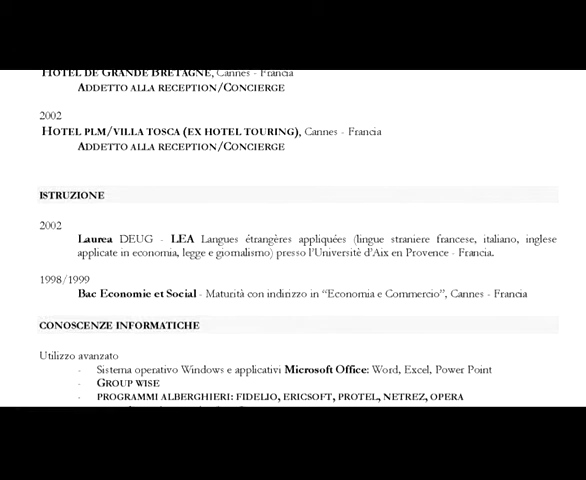 HOTEL DE GRANDE BRETAGNE, Cannes - Francia
ADDETTO ALLA RECEPTION/CONCIERGE
2002
HOTEL PLM/VILLA TOSCA (EX HOTEL TOURING), Cannes - Francia
ADDETTO ALLA RECEPTION/CONCIERGE
ISTRUZIONE
2002
Laurea DEUG - LEA Langues étrangères appliquées (lingue straniere francese, italiano, inglese
applicate in economia, legge e giornalismo) presso l'Université d'Aix en Provence - Francia.
1998/1999
Bac Economie et Social - Maturità con indirizzo in "Economia e Commercio", Cannes - Francia
CONOSCENZE INFORMATICHE
Utilizzo avanzato
- Sistema operativo Windows e applicativi Microsoft Office: Word, Excel, Power Point
- GROUP WISE
- PROGRAMMI ALBERGHIERI: FIDELIO, ERICSOFT, PROTEL, NETREZ, OPERA